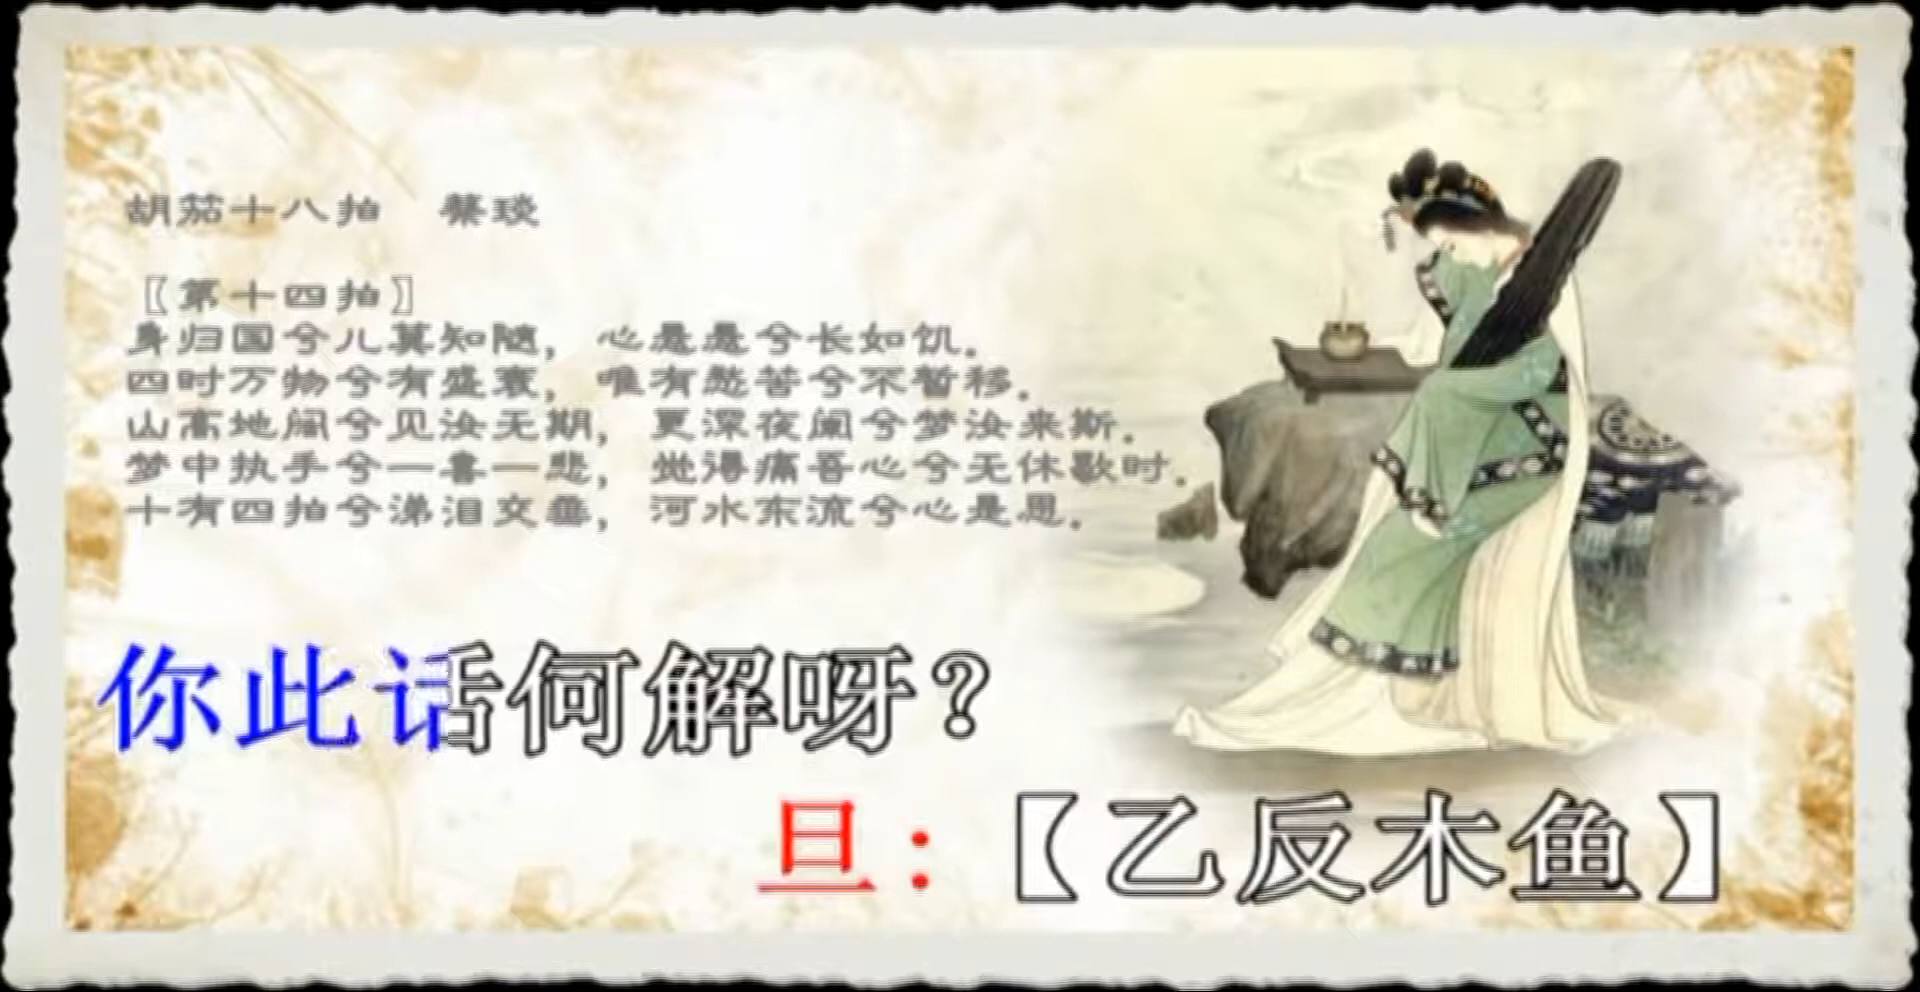 胡茄十八拍 蔡琰
〖第十四拍〗
身归国兮儿莫知随，心悬悬兮长如饥。
四时万物兮有盛衰，唯有愁苦兮不暂移。
山高地阔兮见汝无期，更深夜阑兮梦汝来斯。
梦中执手兮一喜一悲，觉得痛吾心兮无休歇时。
十有四拍兮涕泪交垂，河水东流兮心是思。
你此话何解呀？
旦：【乙反木鱼】